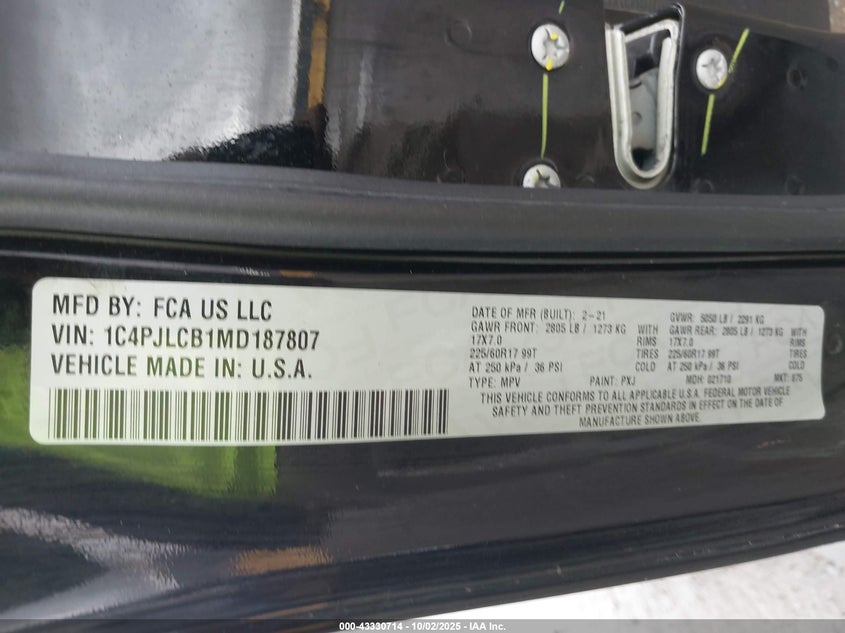 MFD BY: FCA US LLC
VIN: 1C4PJLCB1MD187807
VEHICLE MADE IN: U.S.A.
DATE OF MFR (BUILT): 2-21
GAWR FRONT: 2805 LB / 1273 KG WITH
17X7.0 RIMS
225/60R17 99T TIRES
AT 250 kPa / 36 PSI COLD
TYPE: MPV PAINT: PXJ
GVWR: 5050 LB / 2291 KG
GAWR REAR: 2805 LB / 1273 KG WITH
17X7.0 RIMS
225/60R17 99T TIRES
AT 250 kPa / 36 PSI COLD
MDH: 021710 MKT: 875
THIS VEHICLE CONFORMS TO ALL APPLICABLE U.S.A. FEDERAL MOTOR VEHICLE
SAFETY AND THEFT PREVENTION STANDARDS IN EFFECT ON THE DATE OF
MANUFACTURE SHOWN ABOVE.
000-43330714 - 10/02/2025 - IAA Inc.